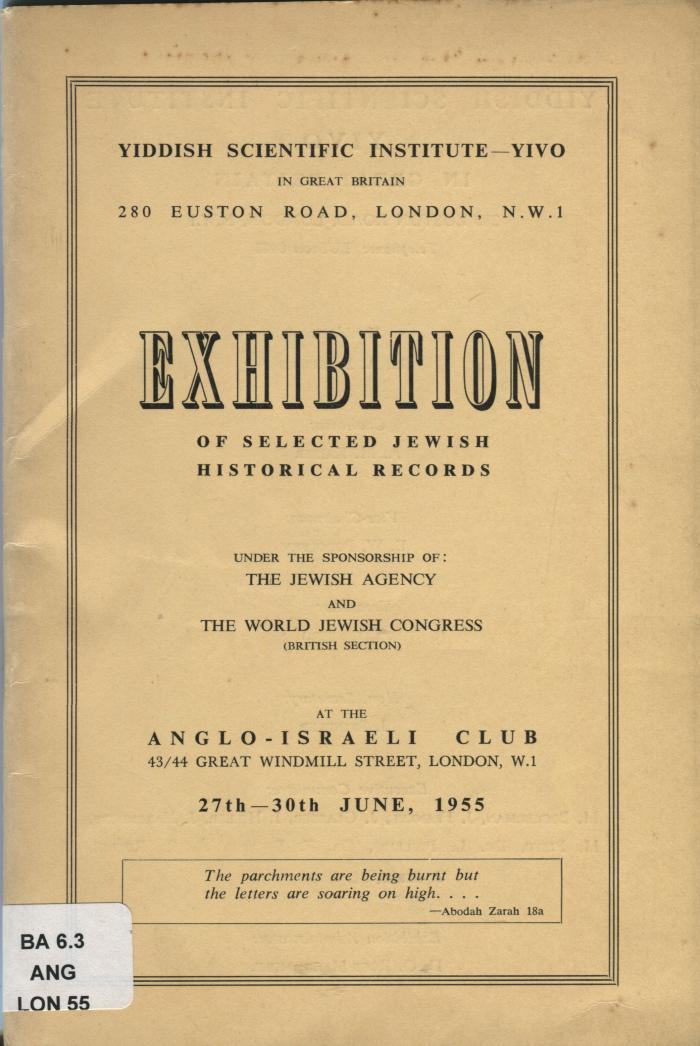 YIDDISH SCIENTIFIC INSTITUTE—YIVO
IN GREAT BRITAIN
280 EUSTON ROAD, LONDON, N.W.1
EXHIBITION
OF SELECTED JEWISH
HISTORICAL RECORDS
UNDER THE SPONSORSHIP OF:
THE JEWISH AGENCY
AND
THE WORLD JEWISH CONGRESS
(BRITISH SECTION)
AT THE
ANGLO-ISRAELI CLUB
43/44 GREAT WINDMILL STREET, LONDON, W.1
27th—30th JUNE, 1955
The parchments are being burnt but
the letters are soaring on high. . . .
—Abodah Zarah 18a
BA 6.3
ANG
LON 55